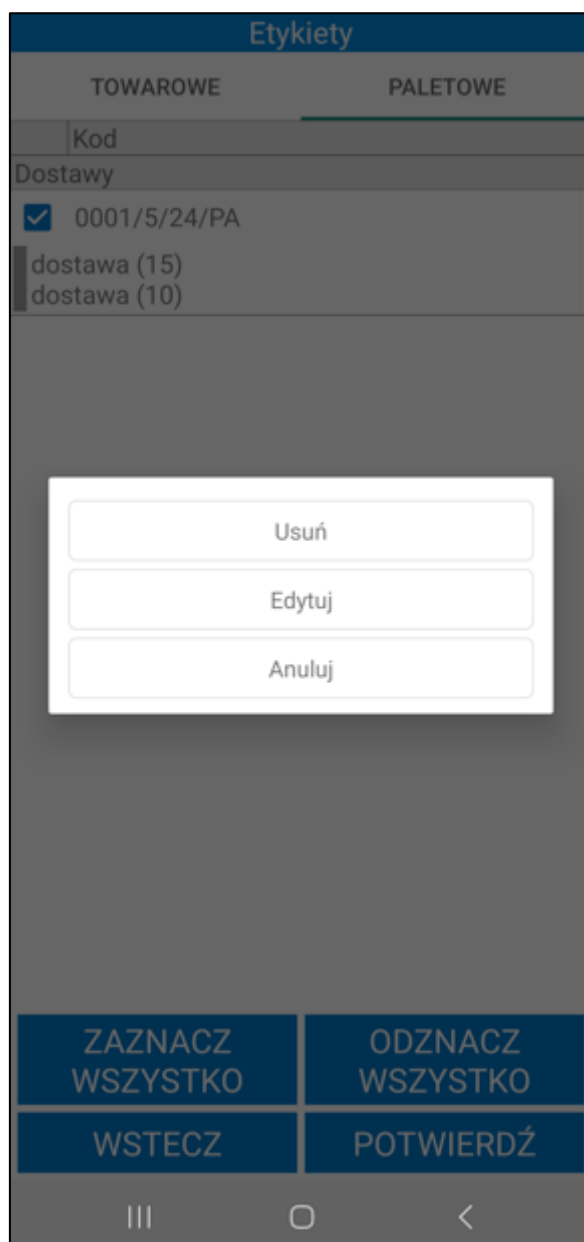 Etykiety
TOWAROWE PALETOWE
Kod
Dostawy
0001/5/24/PA
dostawa (15)
dostawa (10)
Usuń
Edytuj
Anuluj
ZAZNACZ WSZYSTKO
ODZNACZ WSZYSTKO
WSTECZ POTWIERDŹ